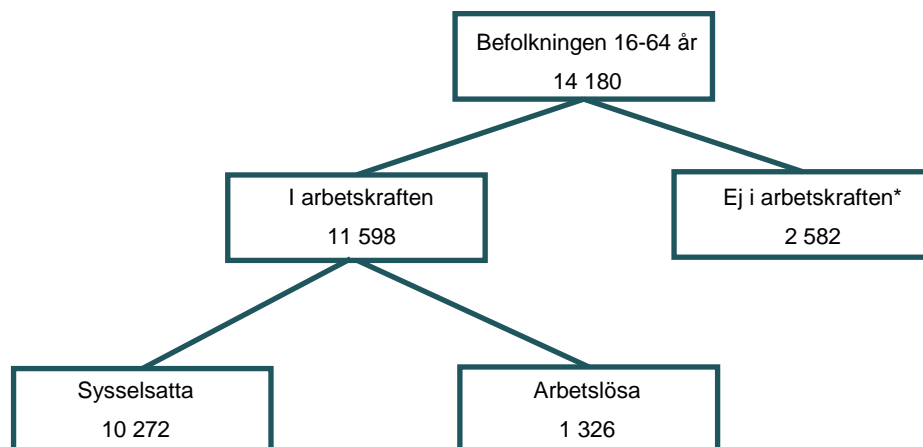 Befolkningen 16-64 år
14 180
I arbetskraften
11 598
Ej i arbetskraften*
2 582
Sysselsatta
10 272
Arbetslösa
1 326